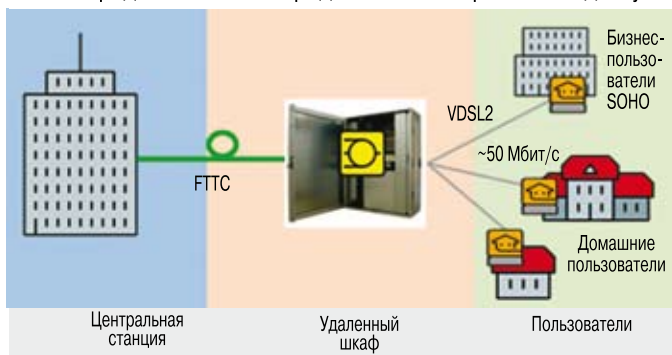 Бизнес-
пользо-
ватели
SOHO
VDSL2
~50 Мбит/с
FTTC
Домашние
пользователи
Центральная
станция
Удаленный
шкаф
Пользователи